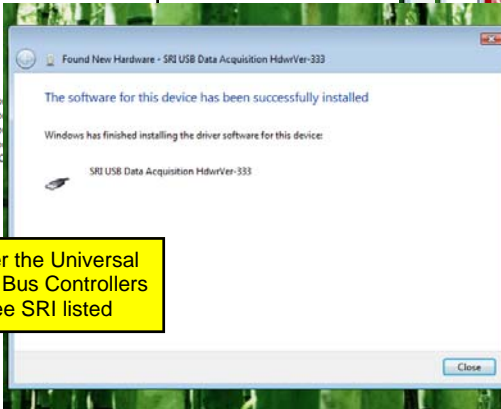 Found New Hardware - SRI USB Data Acquisition HdwrVer-333
The software for this device has been successfully installed
Windows has finished installing the driver software for this device:
SRI USB Data Acquisition HdwrVer-333
the Universal
Bus Controllers
SRI listed
Close